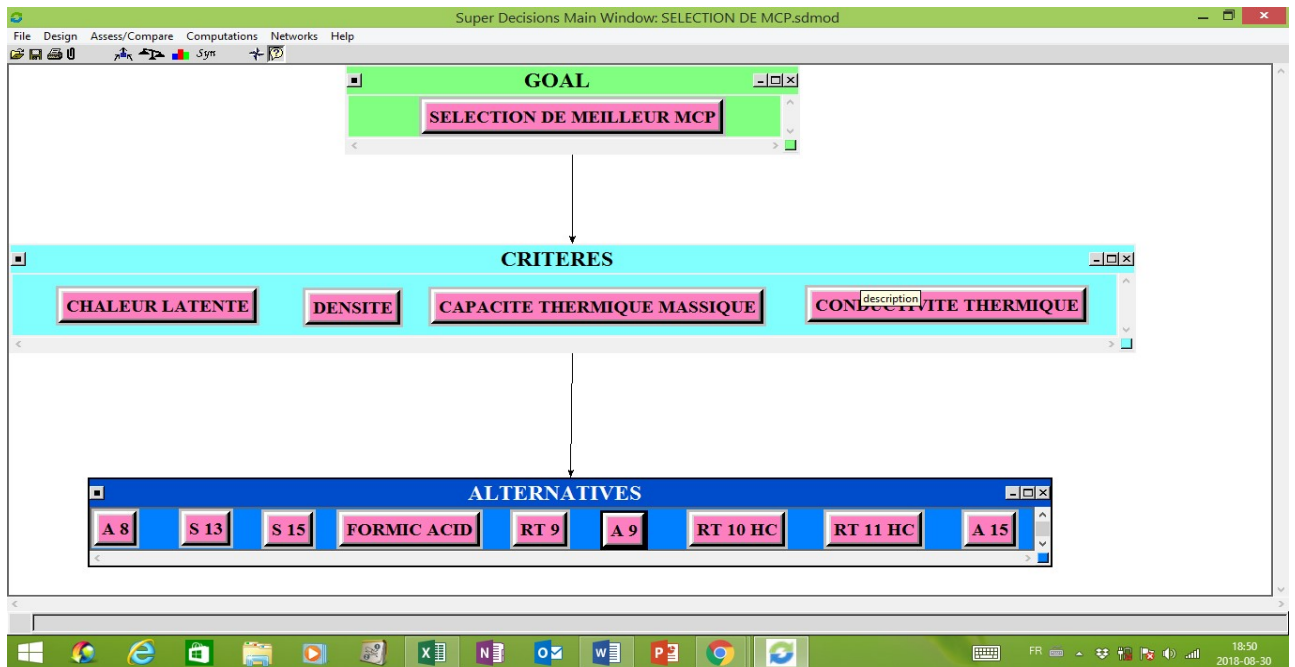 Super Decisions Main Window: SELECTION DE MCP.sdmod
File Design Assess/Compare Computations Networks Help
Syn
GOAL
SELECTION DE MEILLEUR MCP
CRITERES
CHALEUR LATENTE DENSITE CAPACITE THERMIQUE MASSIQUE CONDUCTIVITE THERMIQUE
description
ALTERNATIVES
A 8 S 13 S 15 FORMIC ACID RT 9 A 9 RT 10 HC RT 11 HC A 15
FR 18:50
2018-08-30